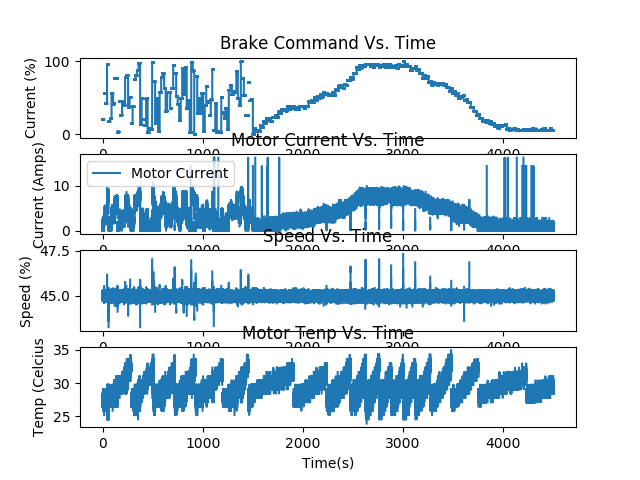 Brake Command Vs. Time
Current (%)
100
0
0 1000 2000 3000 4000
Motor Current Vs. Time
Current (Amps)
Motor Current
10
0
0 1000 2000 3000 4000
Speed Vs. Time
Speed (%)
47.5
45.0
0 1000 2000 3000 4000
Motor Tenp Vs. Time
Temp (Celcius
35
30
25
0 1000 2000 3000 4000
Time(s)